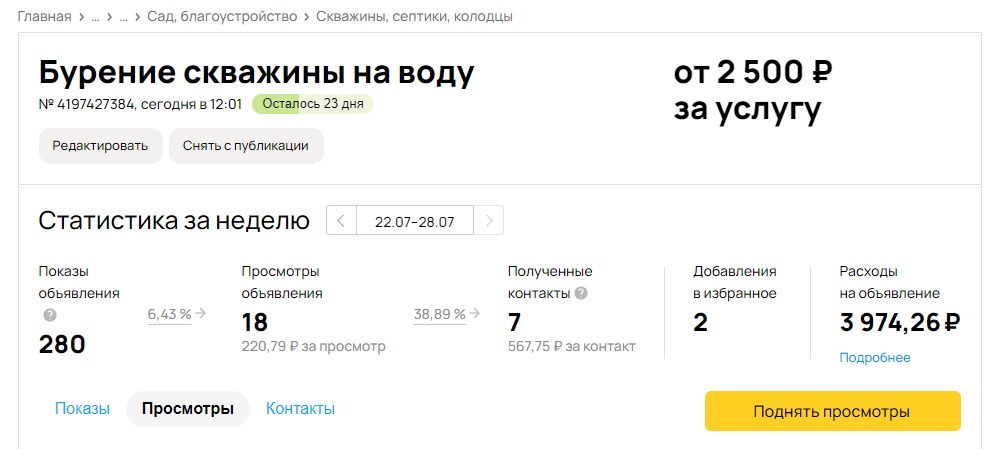 Главная › ... › ... › Сад, благоустройство › Скважины, септики, колодцы
Бурение скважины на воду
от 2 500 ₽
за услугу
№ 4197427384, сегодня в 12:01 Осталось 23 дня
Редактировать Снять с публикации
Статистика за неделю < 22.07–28.07 >
Показы
объявления
?
280
6,43 % →
Просмотры
объявления
18
220,79 ₽ за просмотр
38,89 % →
Полученные
контакты ?
7
567,75 ₽ за контакт
Добавления
в избранное
2
Расходы
на объявление
3 974,26 ₽
Подробнее
Показы Просмотры Контакты
Поднять просмотры